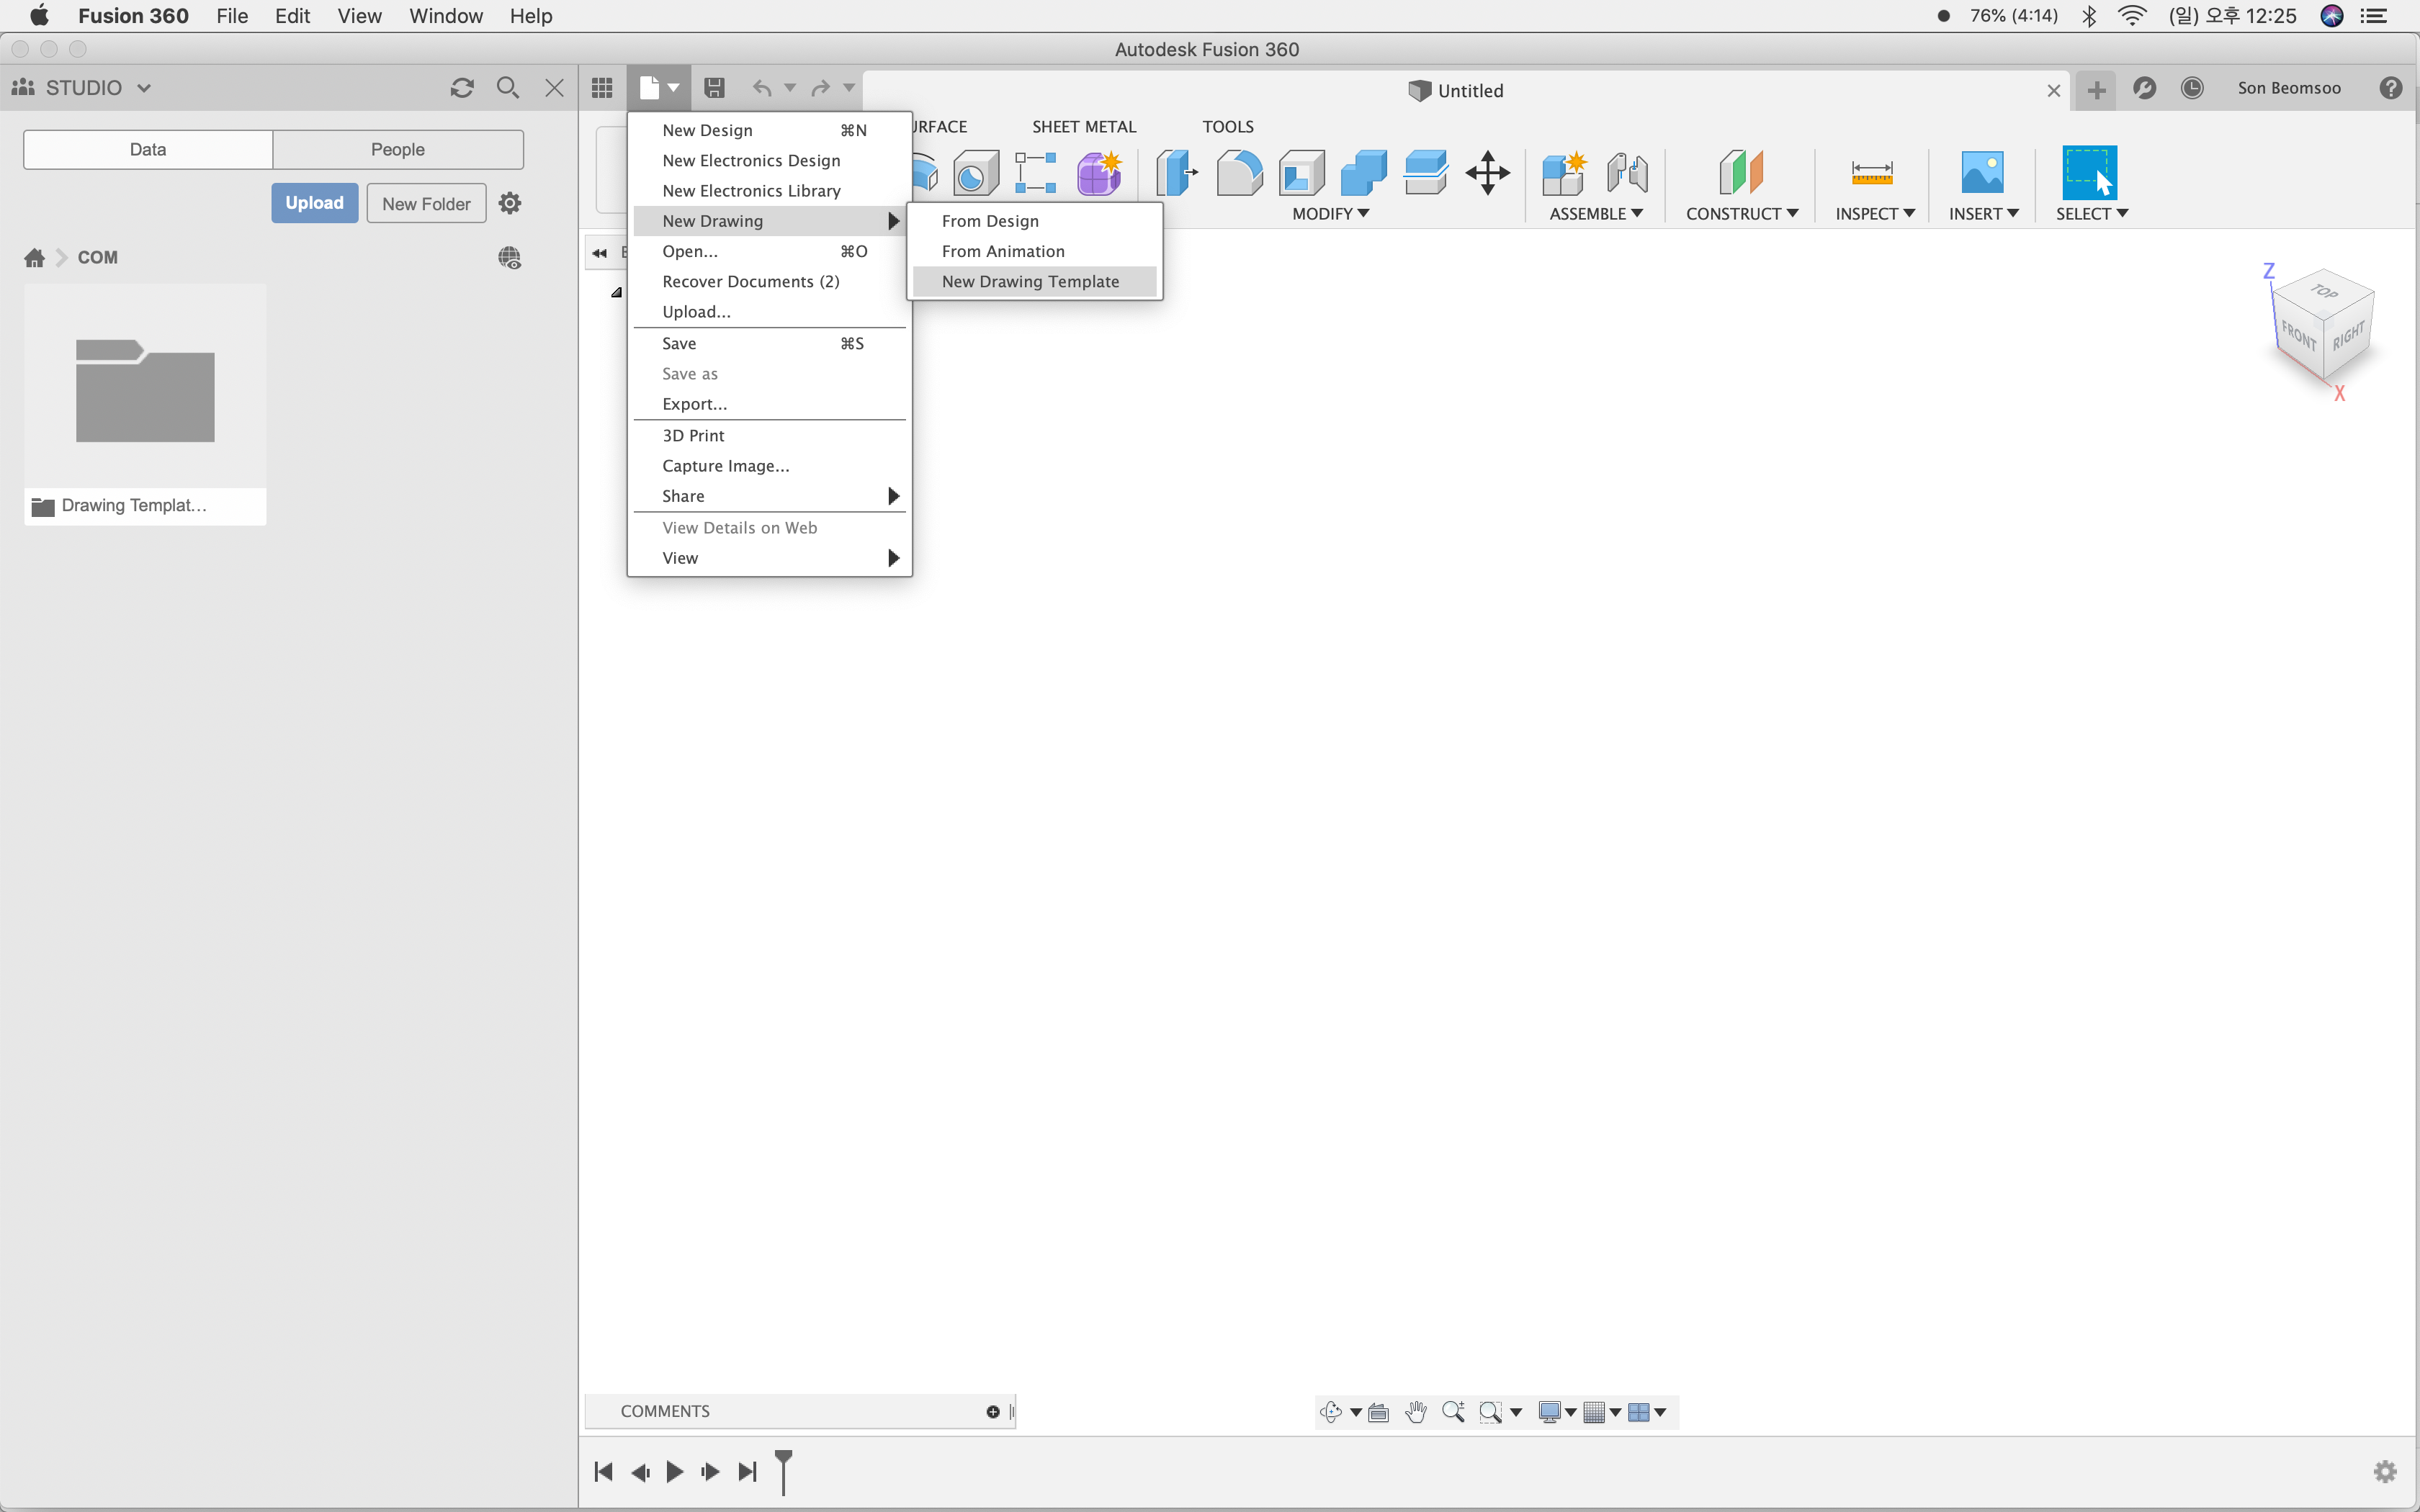 Fusion 360 File Edit View Window Help 76% (4:14) (일) 오후 12:25
Autodesk Fusion 360
STUDIO
Untitled
Son Beomsoo
Data People
Upload New Folder
COM
Drawing Templat...
New Design ⌘N
New Electronics Design
New Electronics Library
New Drawing
Open... ⌘O
Recover Documents (2)
Upload...
Save ⌘S
Save as
Export...
3D Print
Capture Image...
Share
View Details on Web
View
From Design
From Animation
New Drawing Template
URFACE SHEET METAL TOOLS
MODIFY ASSEMBLE CONSTRUCT INSPECT INSERT SELECT
Z
TOP
FRONT RIGHT
X
COMMENTS